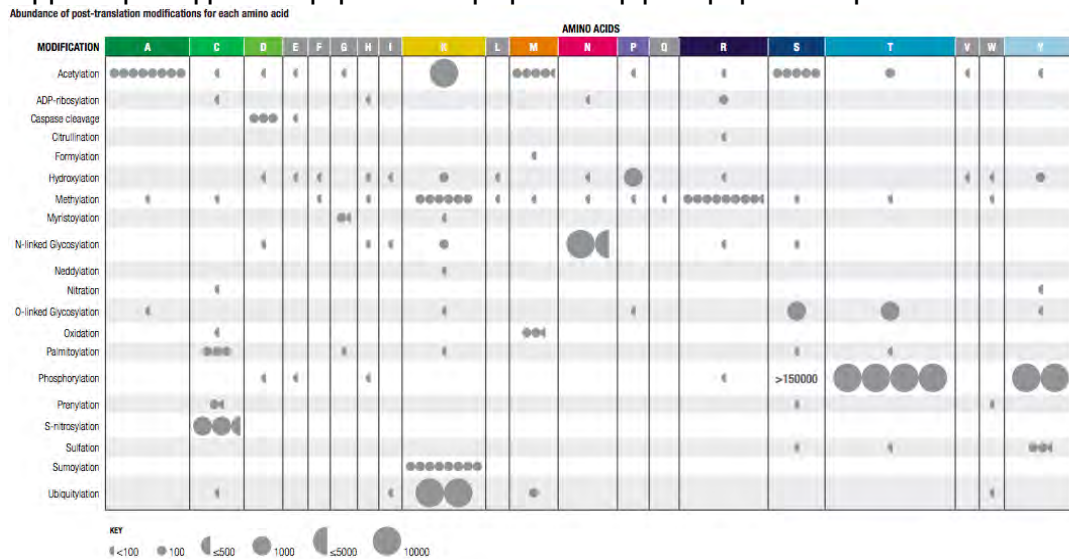 Abundance of post-translation modifications for each amino acid
AMINO ACIDS
MODIFICATION A C D E F G H I K L M N P Q R S T V W Y
Acetylation
ADP-ribosylation
Caspase cleavage
Citrullination
Formylation
Hydroxylation
Methylation
Myristoylation
N-linked Glycosylation
Neddylation
Nitration
O-linked Glycosylation
Oxidation
Palmitoylation
Phosphorylation >150000
Prenylation
S-nitrosylation
Sulfation
Sumoylation
Ubiquitylation
KEY
<100 100 ≤500 1000 ≤5000 10000